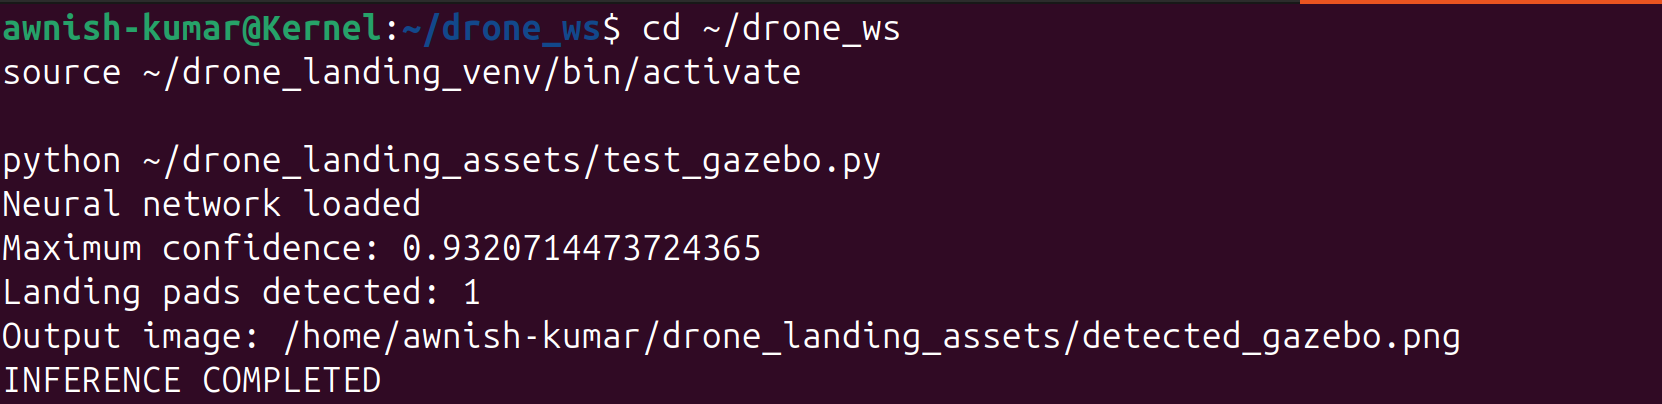 awnish-kumar@Kernel:~/drone_ws$ cd ~/drone_ws
source ~/drone_landing_venv/bin/activate
python ~/drone_landing_assets/test_gazebo.py
Neural network loaded
Maximum confidence: 0.9320714473724365
Landing pads detected: 1
Output image: /home/awnish-kumar/drone_landing_assets/detected_gazebo.png
INFERENCE COMPLETED